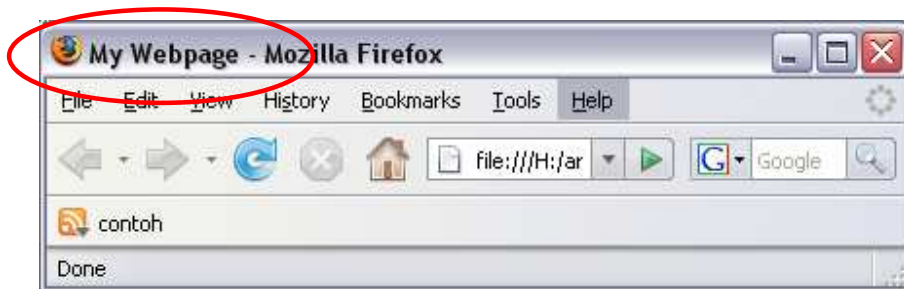 My Webpage - Mozilla Firefox
File Edit View History Bookmarks Tools Help
file:///H:/ar G Google
contoh
Done